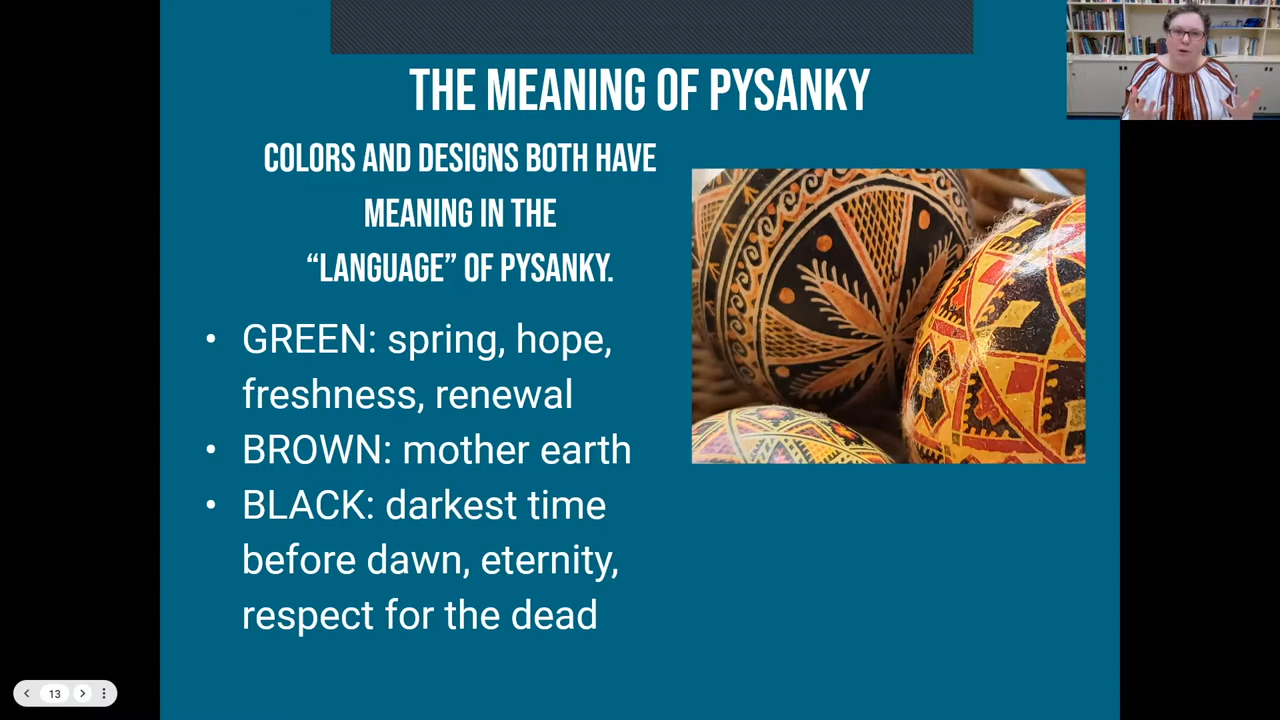 THE MEANING OF PYSANKY
COLORS AND DESIGNS BOTH HAVE
MEANING IN THE
“LANGUAGE” OF PYSANKY.
• GREEN: spring, hope,
freshness, renewal
• BROWN: mother earth
• BLACK: darkest time
before dawn, eternity,
respect for the dead
13